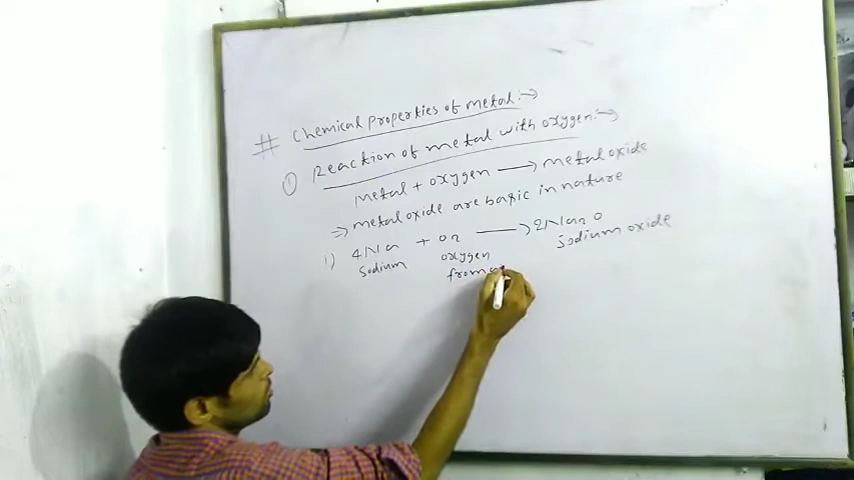 # Chemical properties of metal:→
① Reaction of metal with oxygen:→
Metal + oxygen → metal oxide
⇒ metal oxide are basic in nature
1) 4Na + O₂ → 2Na₂O
Sodium oxygen Sodium oxide
from